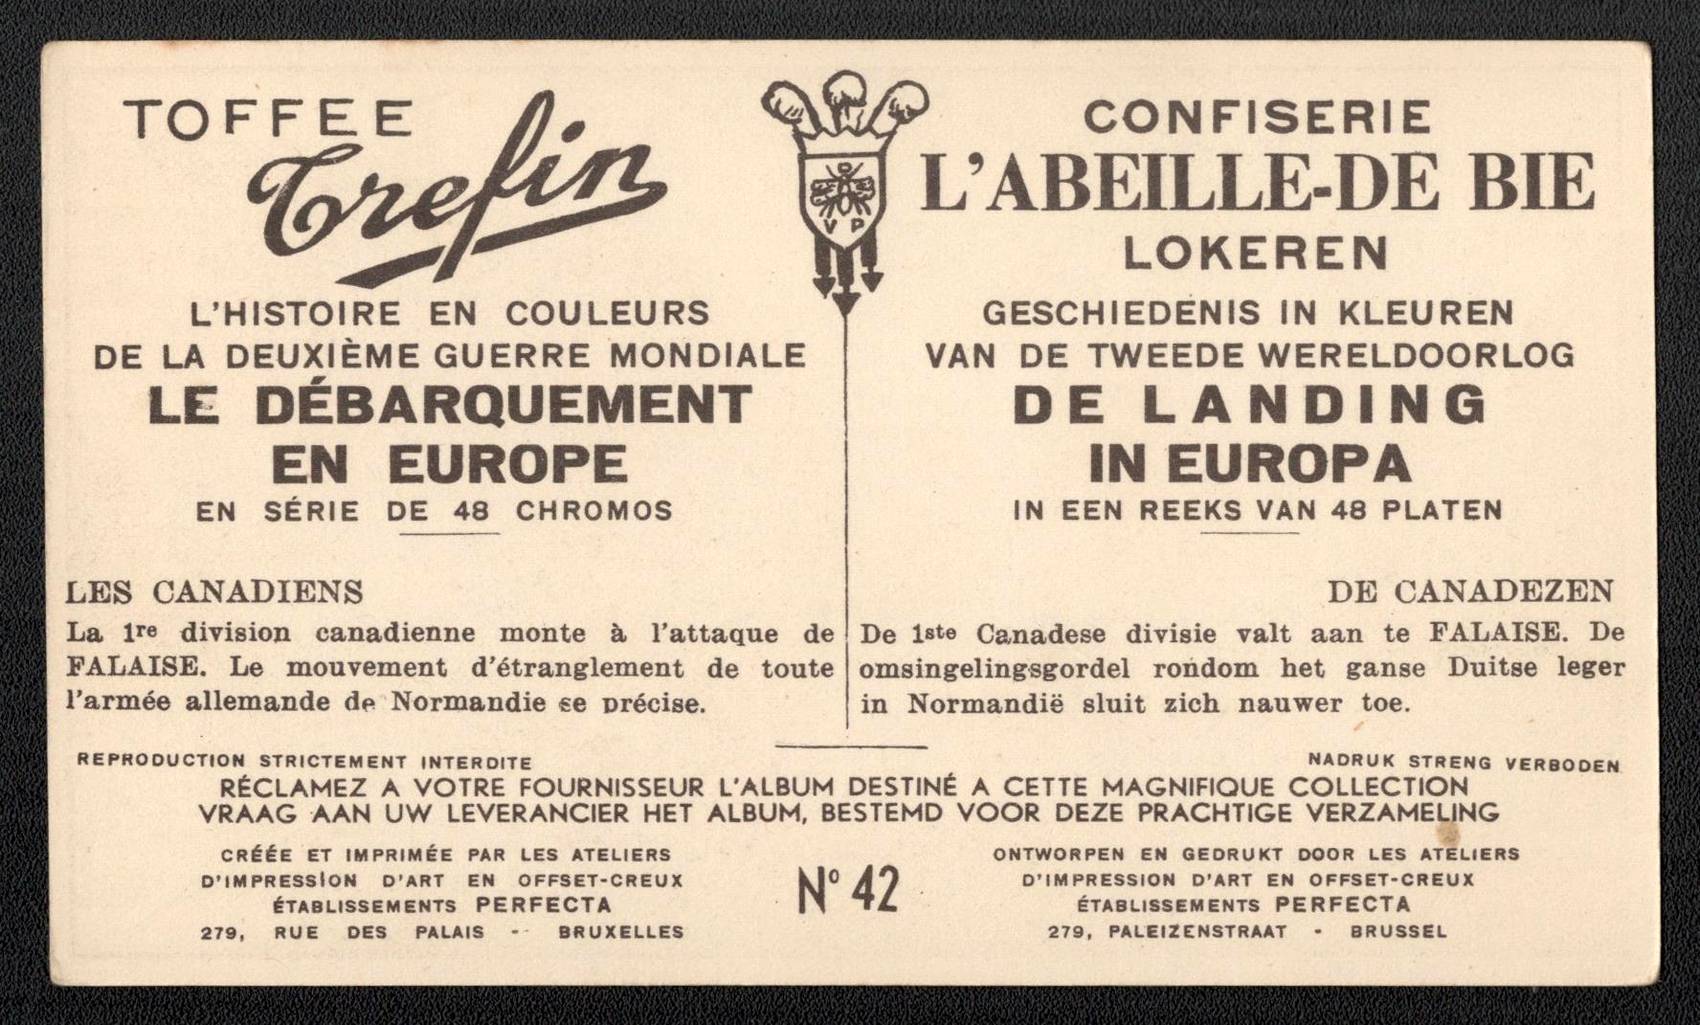 TOFFEE
Trefin
L'HISTOIRE EN COULEURS
DE LA DEUXIÈME GUERRE MONDIALE
LE DÉBARQUEMENT
EN EUROPE
EN SÉRIE DE 48 CHROMOS
LES CANADIENS
La 1re division canadienne monte à l'attaque de
FALAISE. Le mouvement d'étranglement de toute
l'armée allemande de Normandie se précise.
REPRODUCTION STRICTEMENT INTERDITE
D
V P
CONFISERIE
L'ABEILLE-DE BIE
LOKEREN
GESCHIEDENIS IN KLEUREN
VAN DE TWEEDE WERELDOORLOG
DE LANDING
IN EUROPA
IN EEN REEKS VAN 48 PLATEN
DE CANADEZEN
De 1ste Canadese divisie valt aan te FALAISE. De
omsingelingsgordel rondom het ganse Duitse leger
in Normandië sluit zich nauwer toe.
NADRUK STRENG VERBODEN
RÉCLAMEZ A VOTRE FOURNISSEUR L'ALBUM DESTINÉ A CETTE MAGNIFIQUE COLLECTION
VRAAG AAN UW LEVERANCIER HET ALBUM, BESTEMD VOOR DEZE PRACHTIGE VERZAMELING
CRÉÉE ET IMPRIMÉE PAR LES ATELIERS
D'IMPRESSION D'ART EN OFFSET-CREUX
ÉTABLISSEMENTS PERFECTA
279, RUE DES PALAIS - BRUXELLES
N° 42
ONTWORPEN EN GEDRUKT DOOR LES ATELIERS
D'IMPRESSION D'ART EN OFFSET-CREUX
ÉTABLISSEMENTS PERFECTA
279, PALEIZENSTRAAT - BRUSSEL